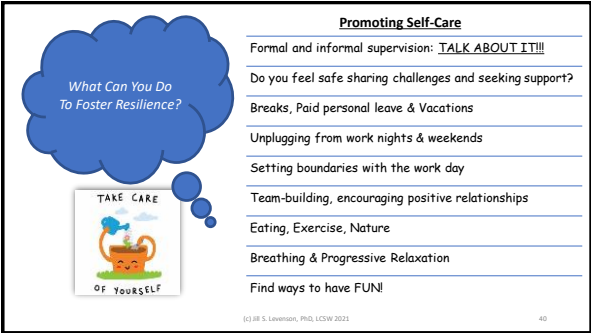 Promoting Self-Care
Formal and informal supervision: TALK ABOUT IT!!!
Do you feel safe sharing challenges and seeking support?
Breaks, Paid personal leave & Vacations
Unplugging from work nights & weekends
Setting boundaries with the work day
Team-building, encouraging positive relationships
Eating, Exercise, Nature
Breathing & Progressive Relaxation
Find ways to have FUN!
What Can You Do
To Foster Resilience?
TAKE CARE
OF YOURSELF
(c) Jill S. Levenson, PhD, LCSW 2021
40